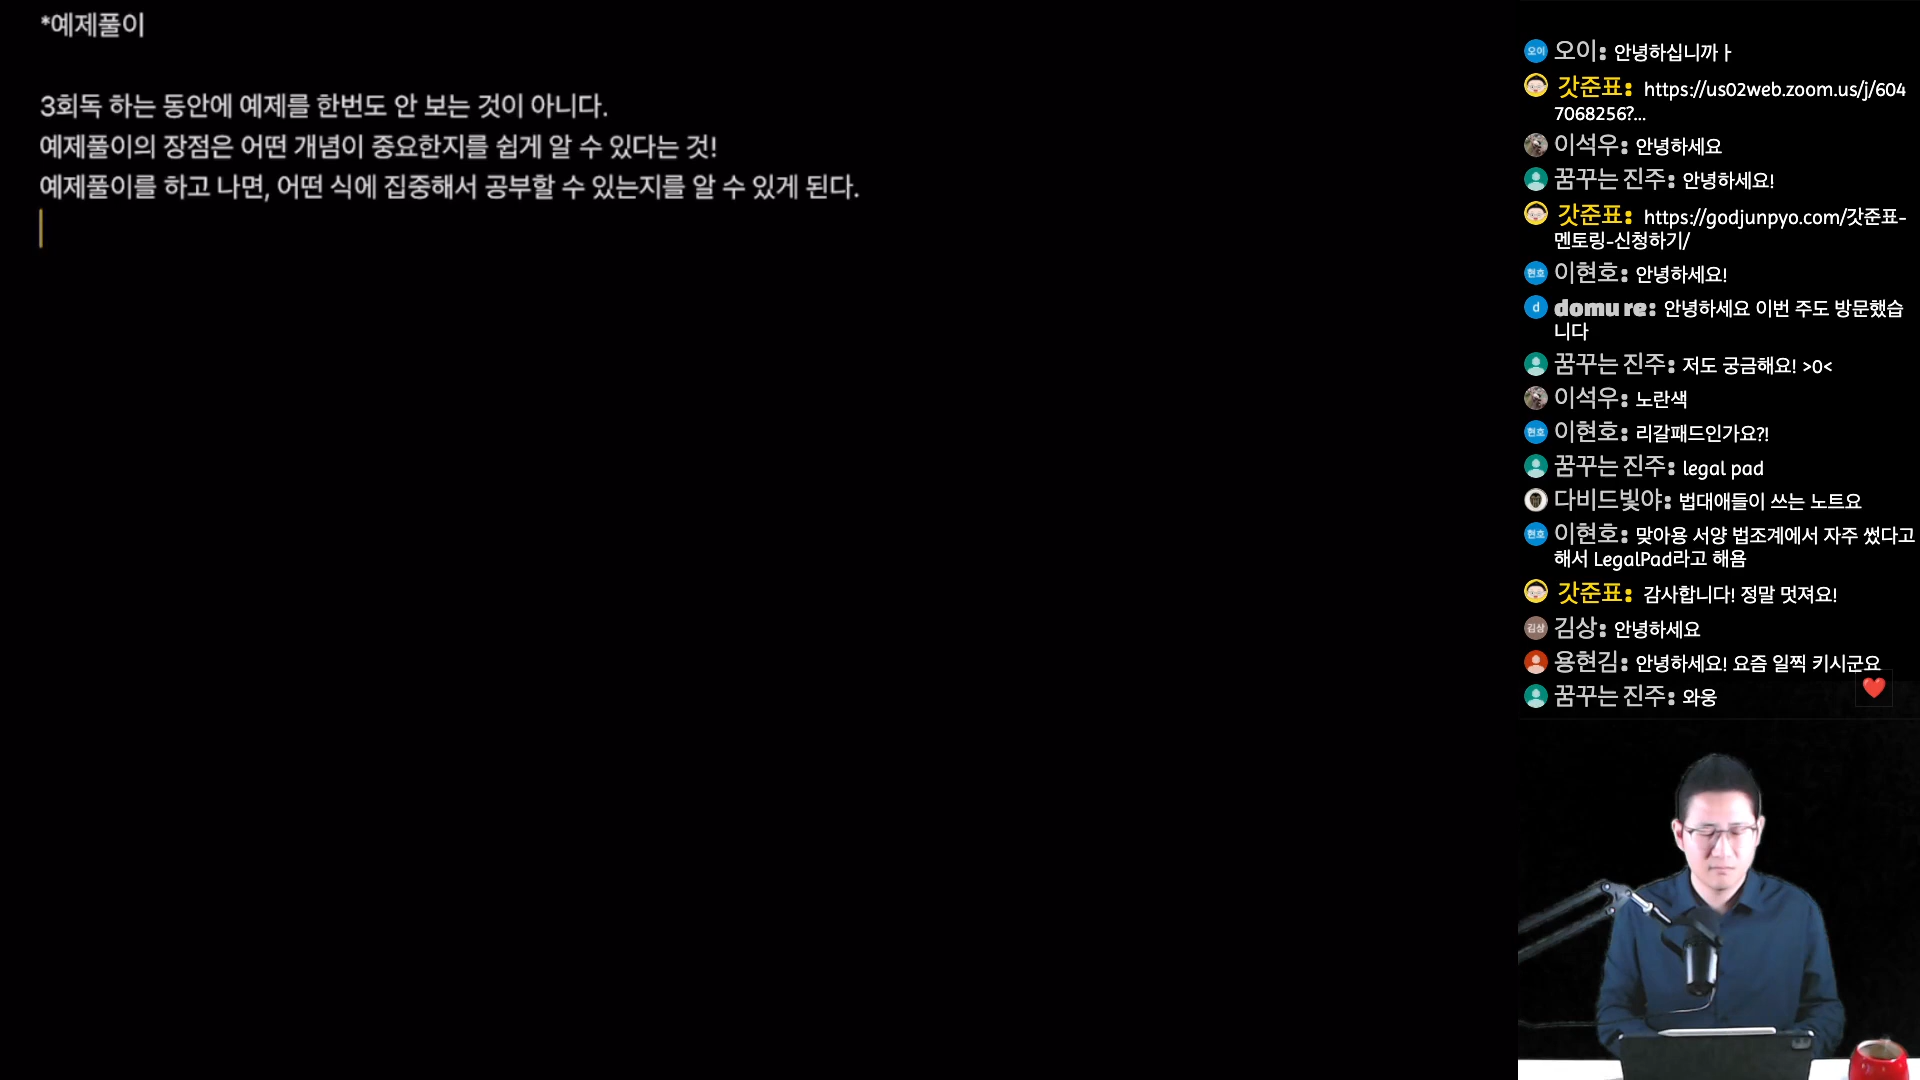 *예제풀이
3회독 하는 동안에 예제를 한번도 안 보는 것이 아니다.
예제풀이의 장점은 어떤 개념이 중요한지를 쉽게 알 수 있다는 것!
예제풀이를 하고 나면, 어떤 식에 집중해서 공부할 수 있는지를 알 수 있게 된다.
오이 오이: 안녕하십니까ㅏ
갓준표: https://us02web.zoom.us/j/604
7068256?...
이석우: 안녕하세요
꿈꾸는 진주: 안녕하세요!
갓준표: https://godjunpyo.com/갓준표-
멘토링-신청하기/
현호 이현호: 안녕하세요!
d domu re: 안녕하세요 이번 주도 방문했습
니다
꿈꾸는 진주: 저도 궁금해요! >0<
이석우: 노란색
현호 이현호: 리갈패드인가요?!
꿈꾸는 진주: legal pad
다비드빛야: 법대애들이 쓰는 노트요
현호 이현호: 맞아용 서양 법조계에서 자주 썼다고
해서 LegalPad라고 해욤
갓준표: 감사합니다! 정말 멋져요!
김상 김상: 안녕하세요
용현김: 안녕하세요! 요즘 일찍 키시군요
꿈꾸는 진주: 와웅